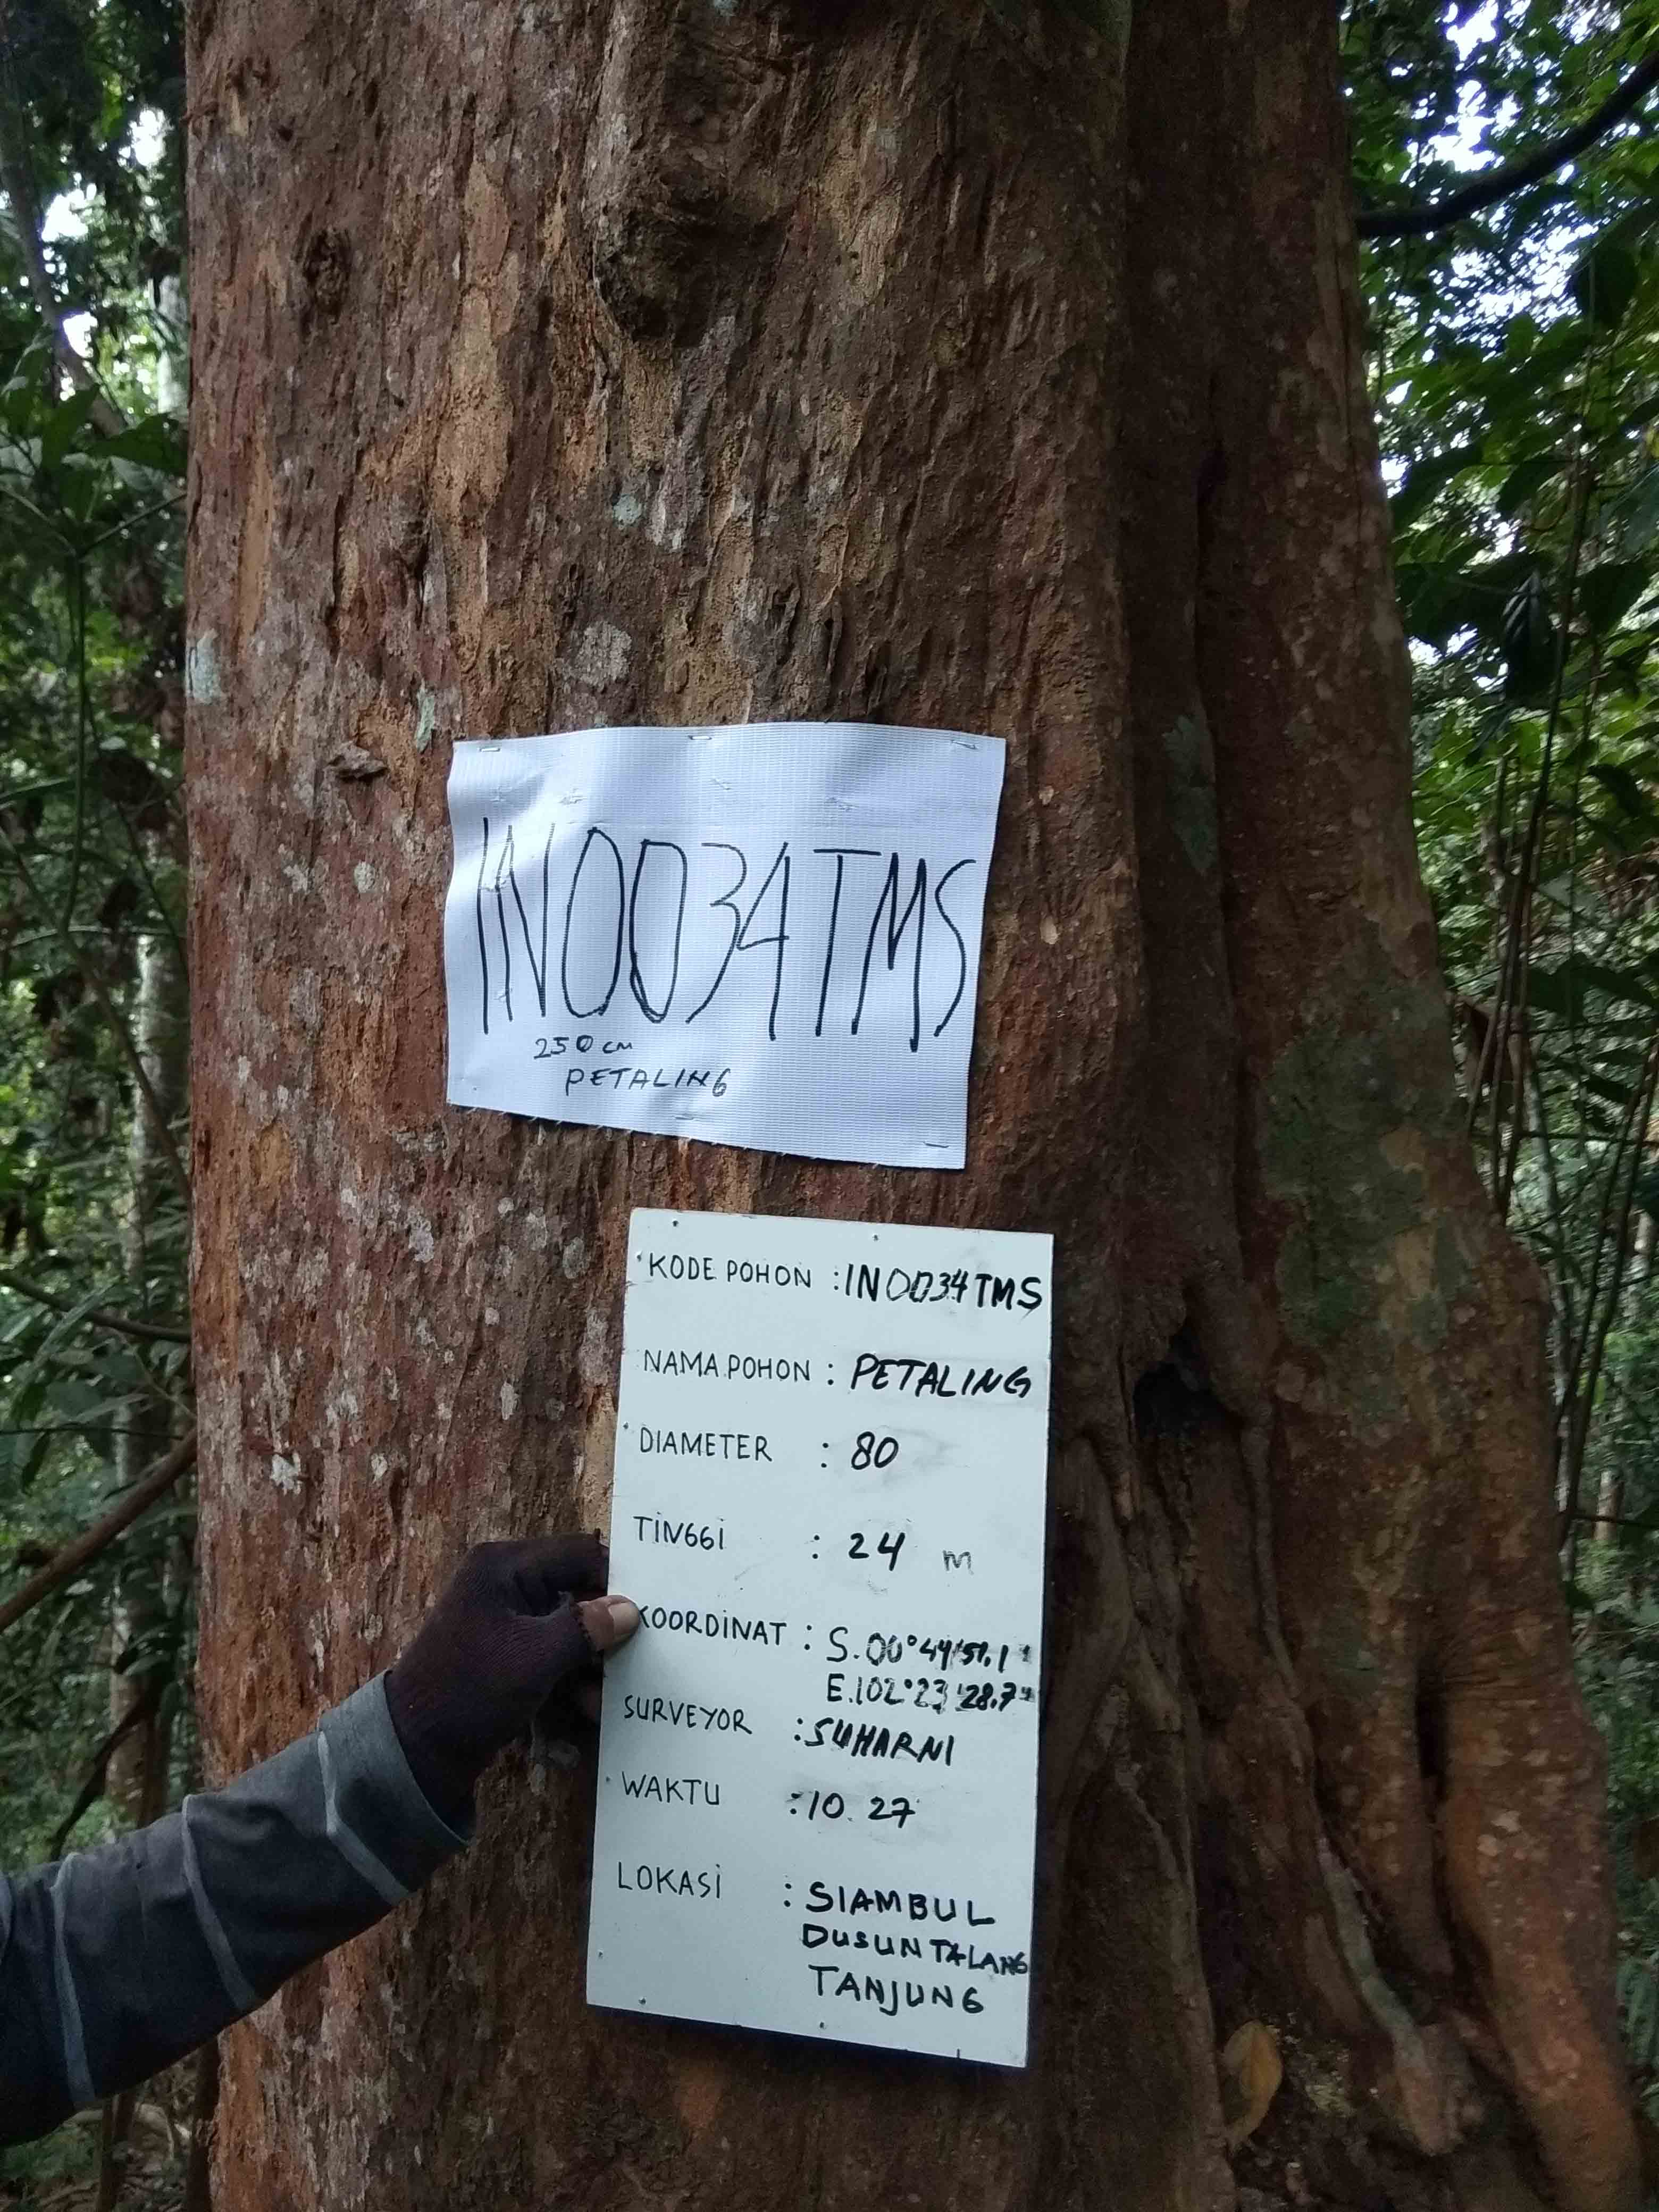 IN0034TMS
250 cm
PETALING
KODE POHON : IN0034TMS
NAMA POHON : PETALING
DIAMETER : 80
TINGGI : 24 m
KOORDINAT : S.00°44'51.1"
E.102°23'28.7"
SURVEYOR : SUHARNI
WAKTU : 10.27
LOKASI : SIAMBUL
DUSUN TALANG
TANJUNG